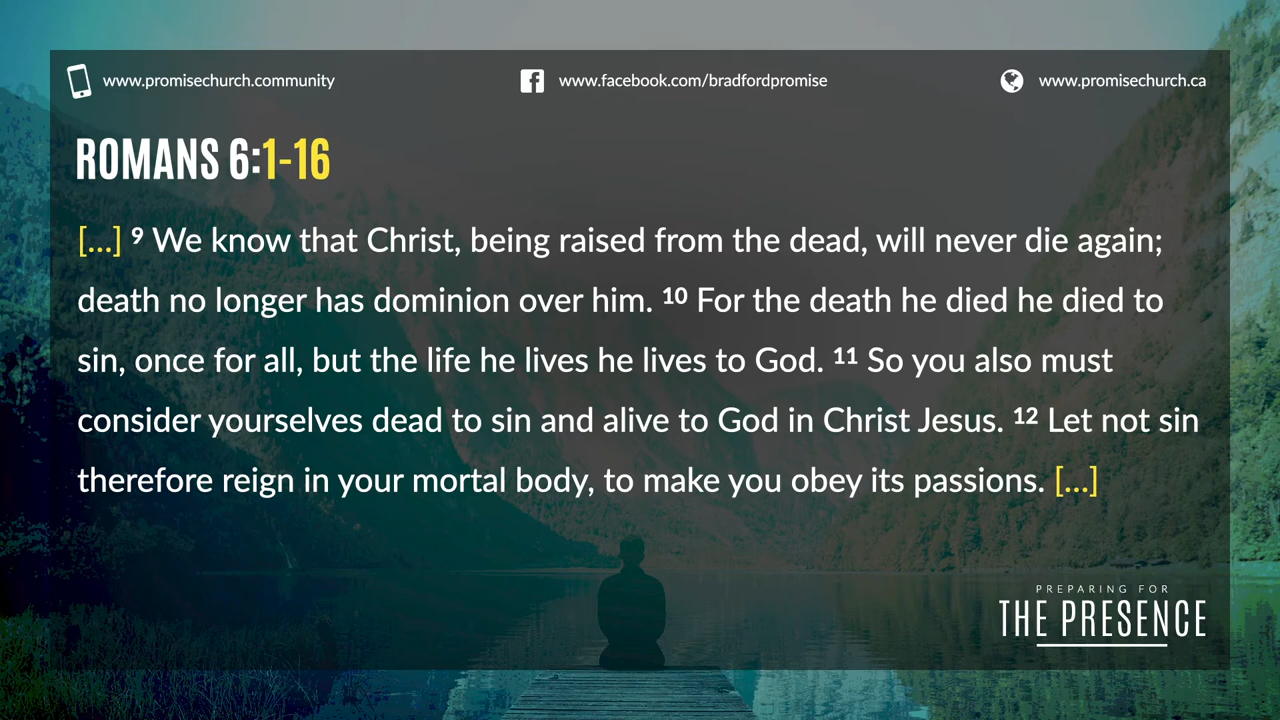 www.promisechurch.community
www.facebook.com/bradfordpromise
www.promisechurch.ca
ROMANS 6:1-16
[...] 9 We know that Christ, being raised from the dead, will never die again;
death no longer has dominion over him. 10 For the death he died he died to
sin, once for all, but the life he lives he lives to God. 11 So you also must
consider yourselves dead to sin and alive to God in Christ Jesus. 12 Let not sin
therefore reign in your mortal body, to make you obey its passions. [...]
PREPARING FOR
THE PRESENCE